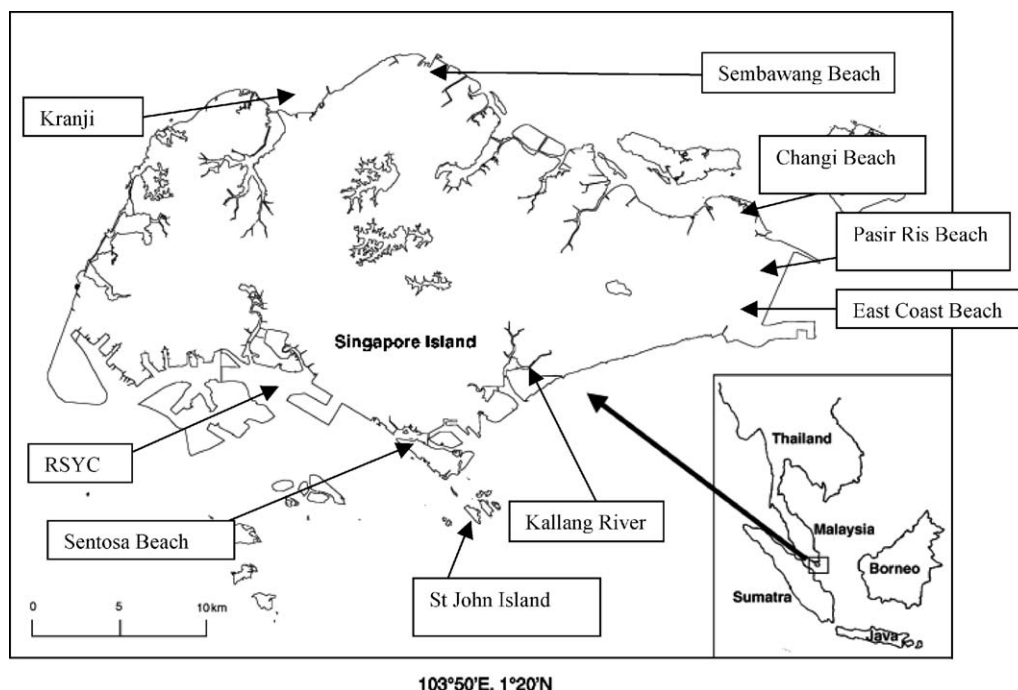 Sembawang Beach
Kranji
Changi Beach
Pasir Ris Beach
East Coast Beach
Singapore Island
RSYC
Sentosa Beach
Kallang River
St John Island
0 5 10km
Thailand
Malaysia
Borneo
Sumatra
Java
103°50'E, 1°20'N